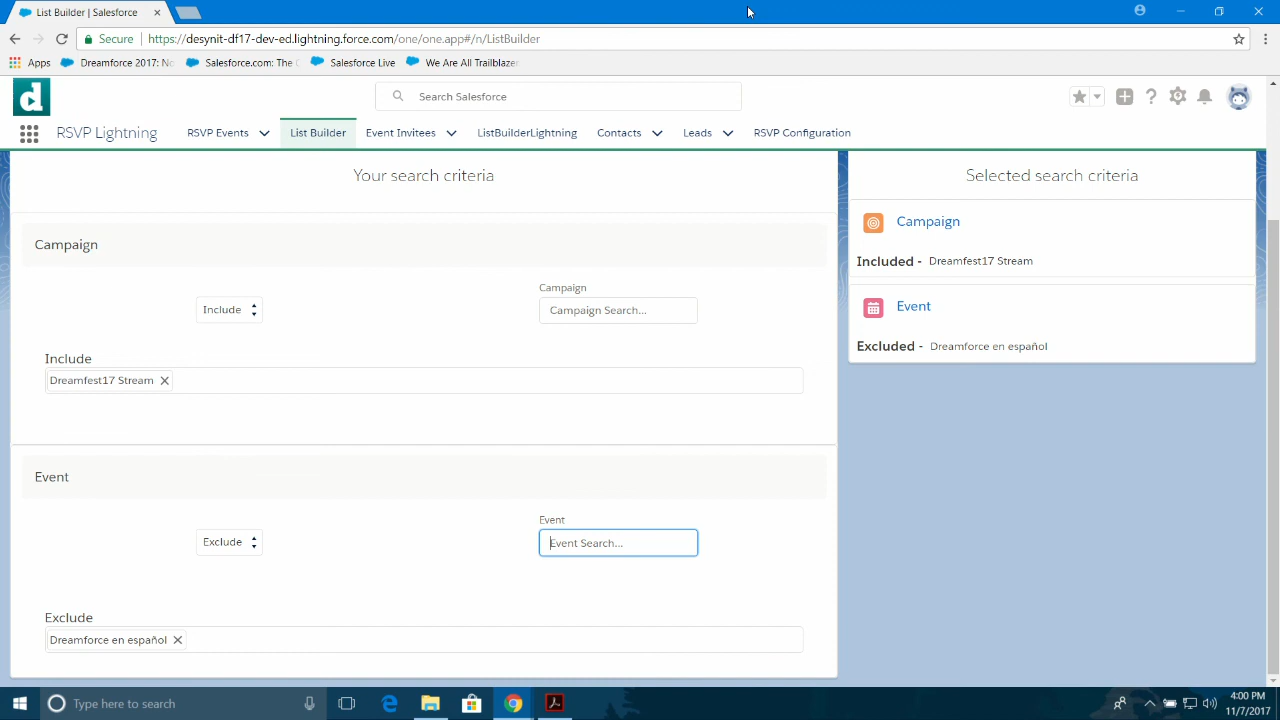 List Builder | Salesforce
Secure
https://desynit-df17-dev-ed.lightning.force.com/one/one.app#/n/ListBuilder
Apps
Dreamforce 2017: No
Salesforce.com: The C
Salesforce Live
We Are All Trailblaze
d
Search Salesforce
RSVP Lightning
RSVP Events
List Builder
Event Invitees
ListBuilderLightning
Contacts
Leads
RSVP Configuration
Your search criteria
Campaign
Include
Campaign
Campaign Search...
Include
Dreamfest17 Stream
Event
Exclude
Event
Event Search...
Exclude
Dreamforce en español
Selected search criteria
Campaign
Included - Dreamfest17 Stream
Event
Excluded - Dreamforce en español
Type here to search
4:00 PM
11/7/2017